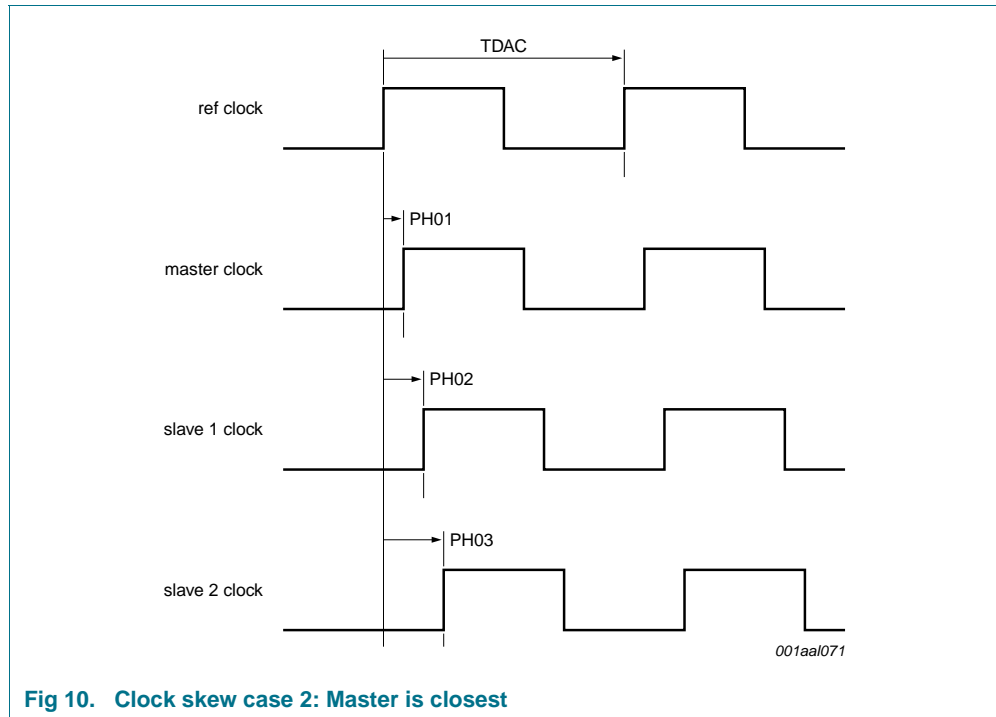 TDAC
ref clock
PH01
master clock
PH02
slave 1 clock
PH03
slave 2 clock
001aal071
Fig 10. Clock skew case 2: Master is closest